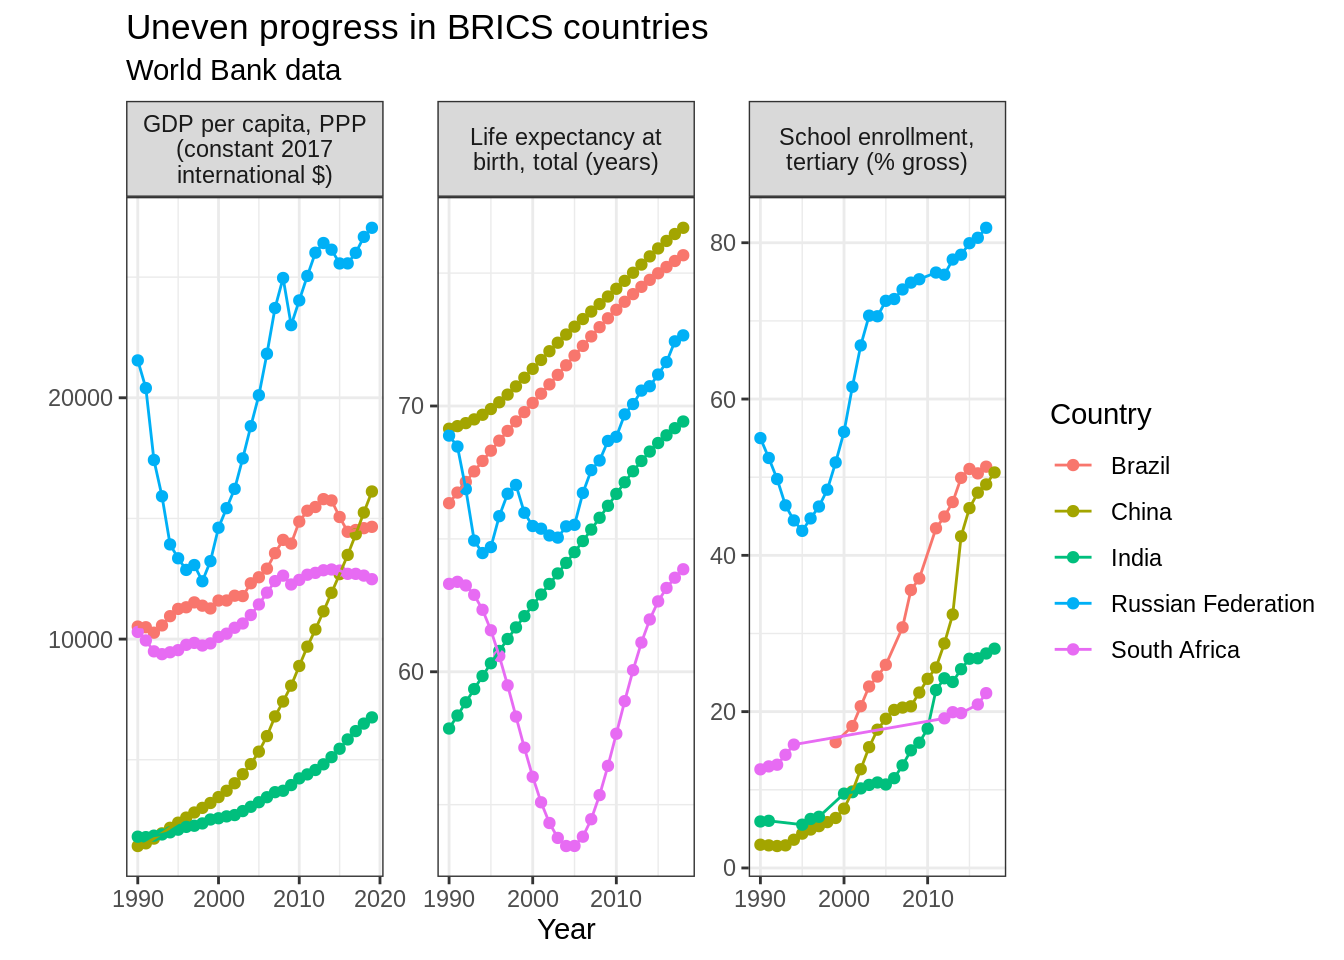 Uneven progress in BRICS countries
World Bank data
GDP per capita, PPP
(constant 2017
international $)
Life expectancy at
birth, total (years)
School enrollment,
tertiary (% gross)
20000
10000
70
60
80
60
40
20
0
1990 2000 2010 2020
1990 2000 2010
1990 2000 2010
Year
Country
Brazil
China
India
Russian Federation
South Africa